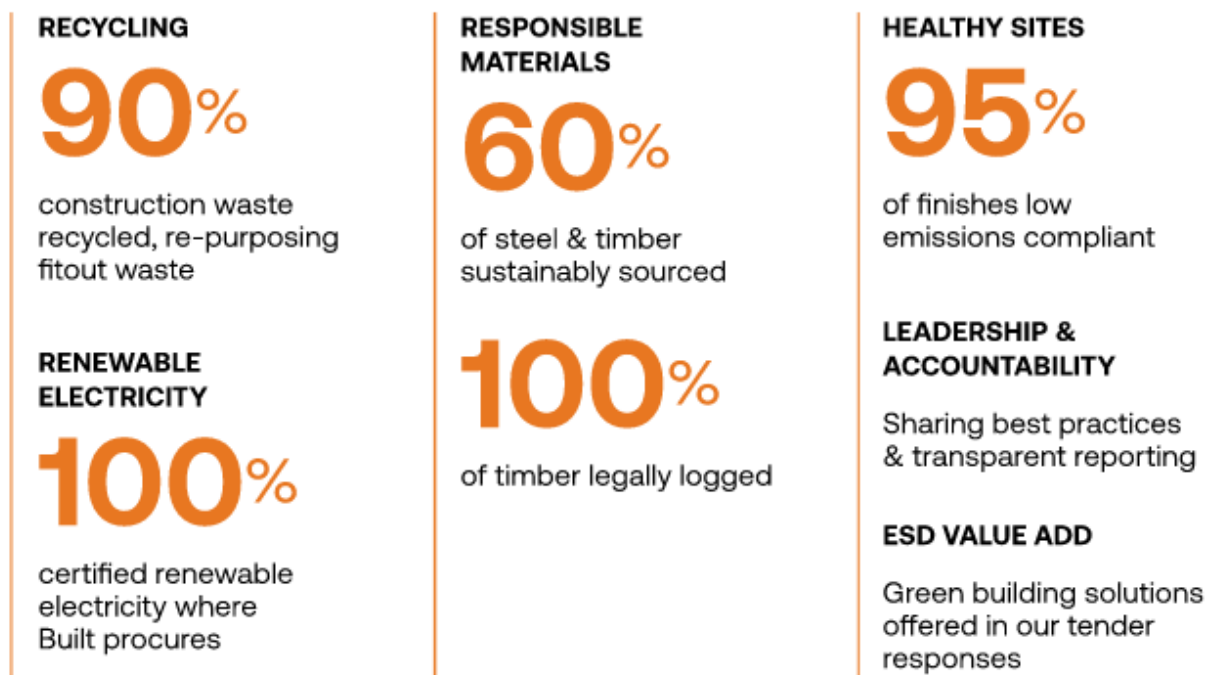 RECYCLING
90%
construction waste
recycled, re-purposing
fitout waste
RENEWABLE
ELECTRICITY
100%
certified renewable
electricity where
Built procures
RESPONSIBLE
MATERIALS
60%
of steel & timber
sustainably sourced
100%
of timber legally logged
HEALTHY SITES
95%
of finishes low
emissions compliant
LEADERSHIP &
ACCOUNTABILITY
Sharing best practices
& transparent reporting
ESD VALUE ADD
Green building solutions
offered in our tender
responses